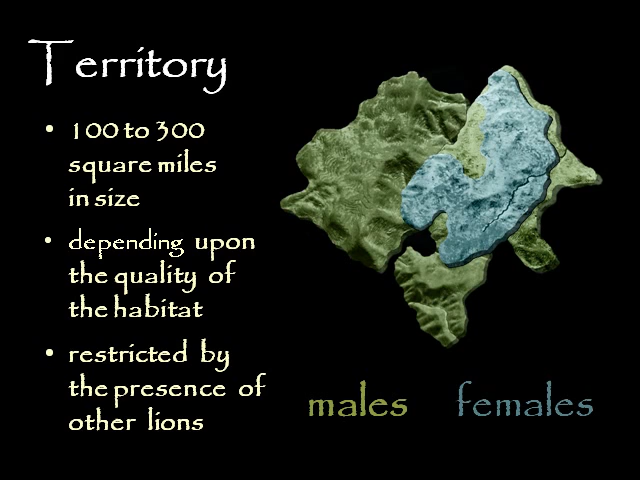 Territory
• 100 to 300
square miles
in size
• depending upon
the quality of
the habitat
• restricted by
the presence of
other lions
males females